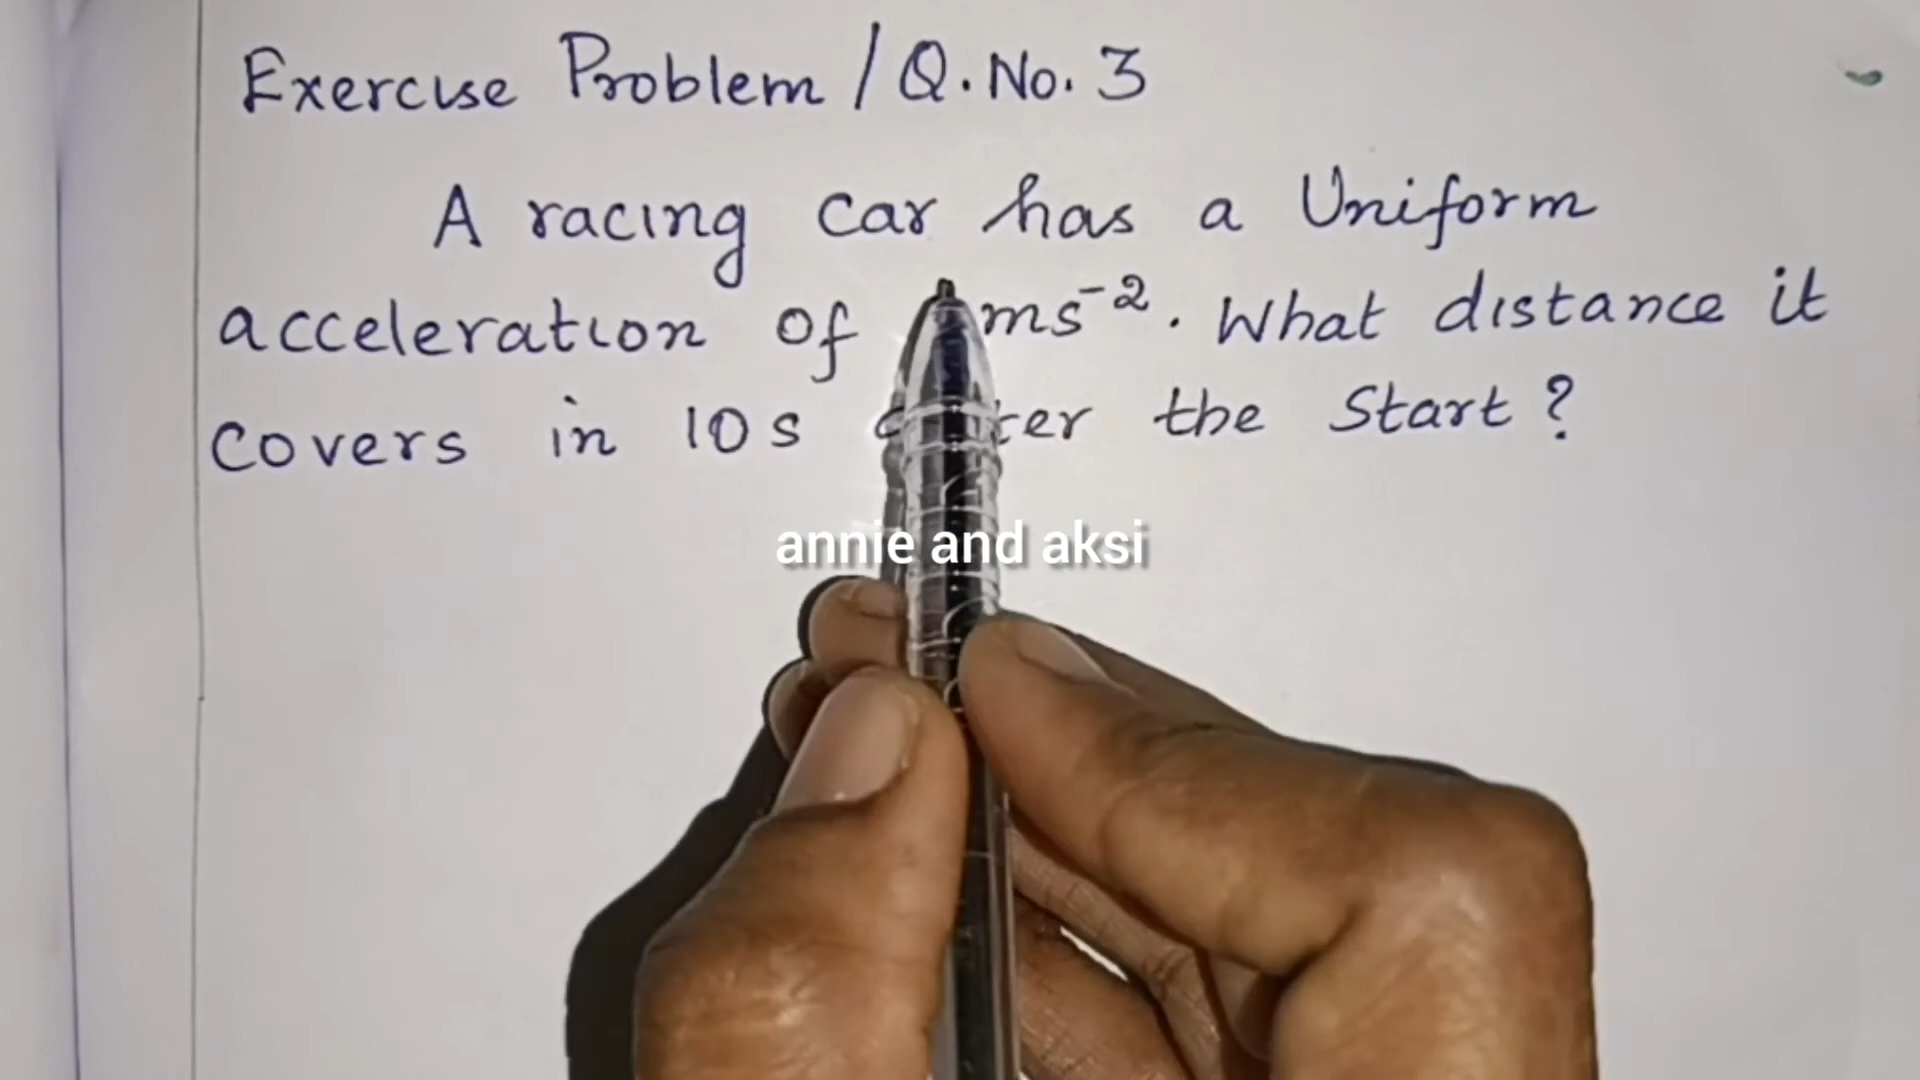 Exercise Problem / Q. No. 3
A racing car has a Uniform
acceleration of ms⁻². What distance it
covers in 10s the Start?
annie and aksi